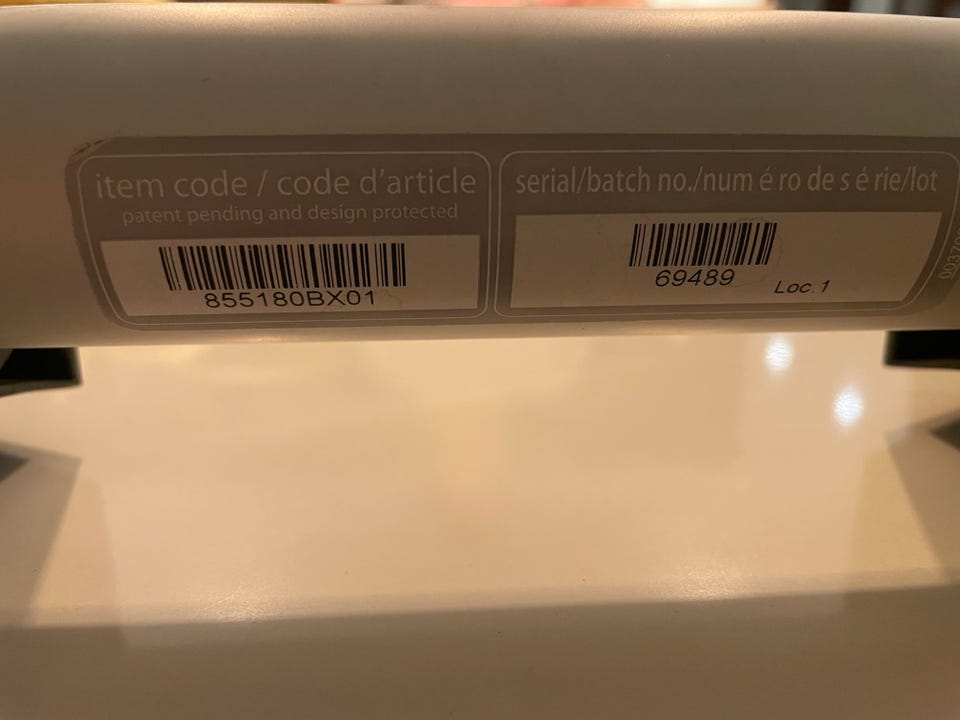 item code / code d'article
patent pending and design protected
855180BX01
serial/batch no./num é ro de s é rie/lot
69489
Loc. 1